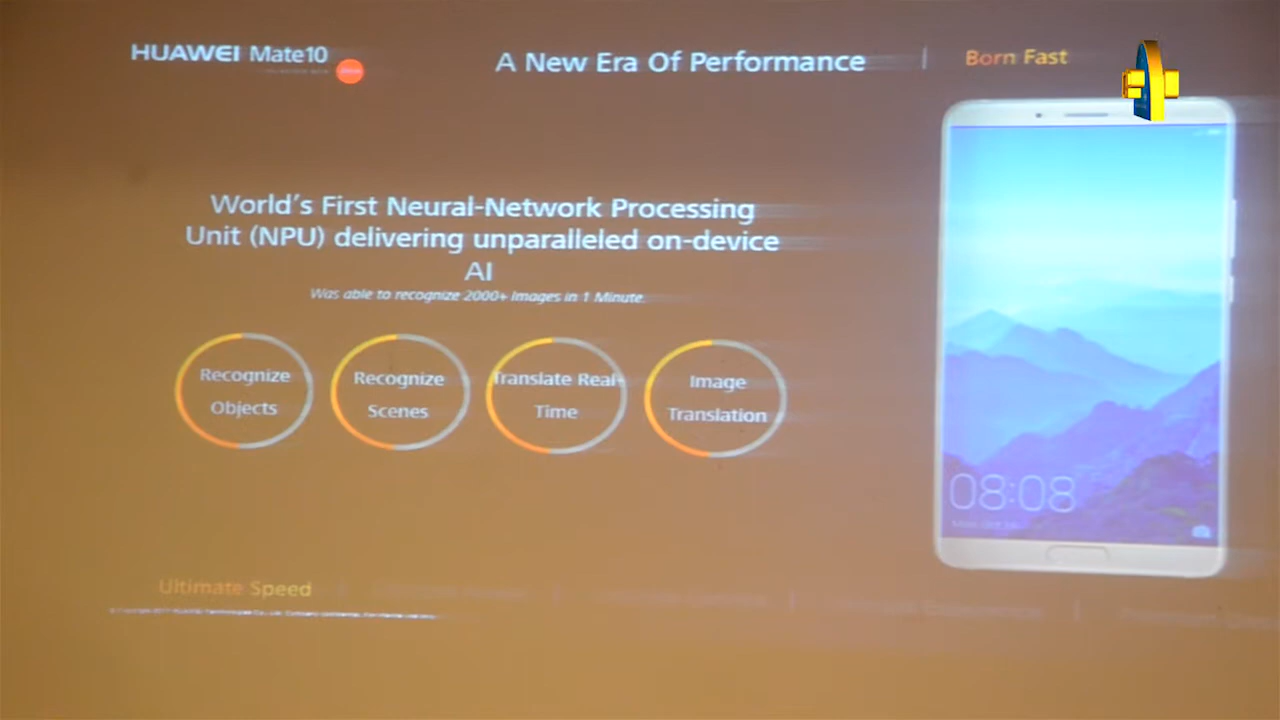 HUAWEI Mate10
A New Era Of Performance
Born Fast
World's First Neural-Network Processing
Unit (NPU) delivering unparalleled on-device
AI
Was able to recognize 2000+ Images in 1 Minute.
Recognize
Objects
Recognize
Scenes
Translate Real-
Time
Image
Translation
08:08
Ultimate Speed